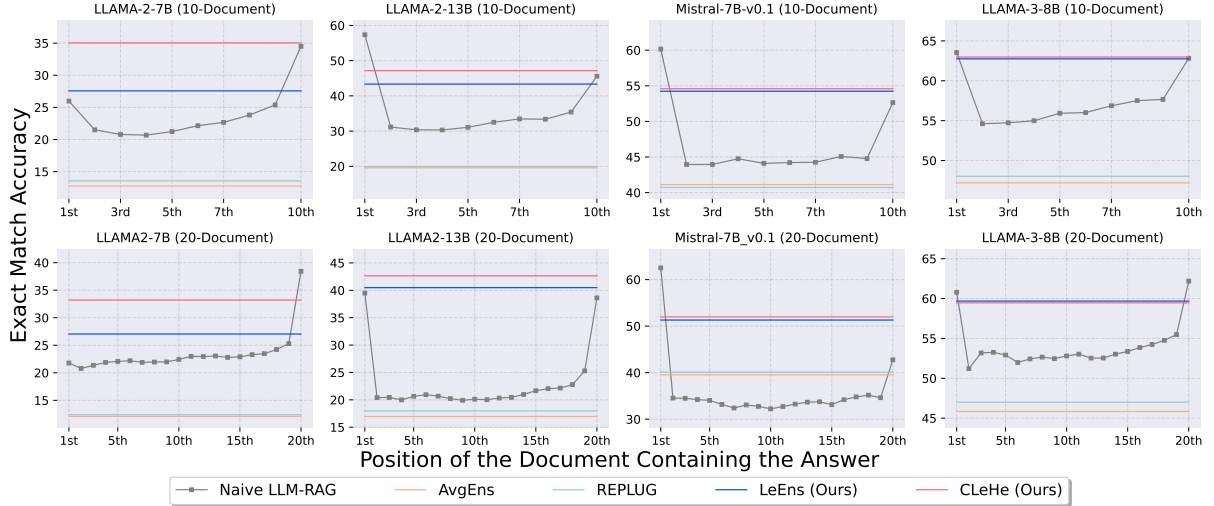 LLAMA-2-7B (10-Document)
LLAMA-2-13B (10-Document)
Mistral-7B-v0.1 (10-Document)
LLAMA-3-8B (10-Document)
35
30
25
20
15
60
50
40
30
20
60
55
50
45
40
65
60
55
50
1st 3rd 5th 7th 10th
1st 3rd 5th 7th 10th
1st 3rd 5th 7th 10th
1st 3rd 5th 7th 10th
Exact Match Accuracy
LLAMA2-7B (20-Document)
LLAMA2-13B (20-Document)
Mistral-7B_v0.1 (20-Document)
LLAMA-3-8B (20-Document)
40
35
30
25
20
15
45
40
35
30
25
20
15
60
50
40
30
65
60
55
50
45
1st 5th 10th 15th 20th
1st 5th 10th 15th 20th
1st 5th 10th 15th 20th
1st 5th 10th 15th 20th
Position of the Document Containing the Answer
Naive LLM-RAG AvgEns REPLUG LeEns (Ours) CLeHe (Ours)